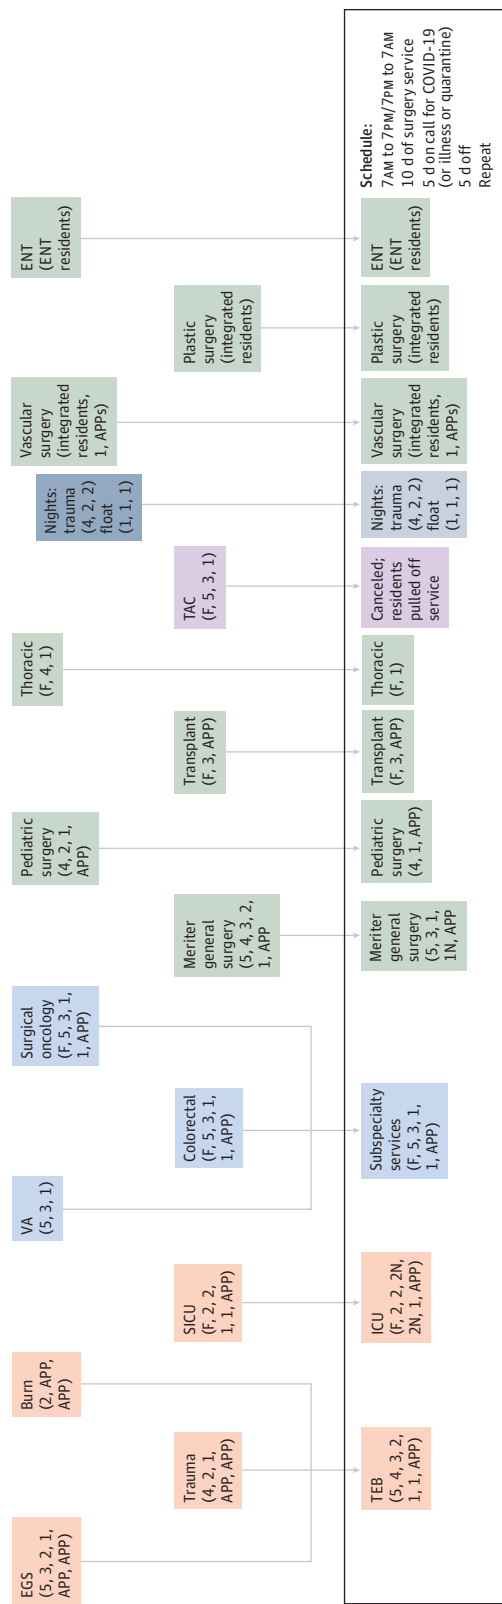 EGS
(5, 3, 2, 1,
APP, APP)
Burn
(2, APP,
APP)
VA
(5, 3, 1)
Surgical
oncology
(F, 5, 3, 1,
1, APP)
Pediatric
surgery
(4, 2, 1,
APP)
Thoracic
(F, 4, 1)
Nights:
trauma
(4, 2, 2)
float
(1, 1, 1)
Vascular
surgery
(integrated
residents,
1, APPs)
ENT
(ENT
residents)
Trauma
(4, 2, 1,
APP, APP)
SICU
(F, 2, 2,
1, 1, APP)
Colorectal
(F, 5, 3, 1,
1, APP)
Meriter
general
surgery
(5, 4, 3, 2,
1, APP
Transplant
(F, 3, APP)
TAC
(F, 5, 3, 1)
Plastic
surgery
(integrated
residents)
TEB
(5, 4, 3, 2,
1, 1, APP)
ICU
(F, 2, 2, 2N,
2N, 1, APP)
Subspecialty
services
(F, 5, 3, 1,
1, APP)
Meriter
general
surgery
(5, 3, 1,
1N, APP
Pediatric
surgery
(4, 1, APP)
Transplant
(F, 3, APP)
Thoracic
(F, 1)
Canceled;
residents
pulled off
service
Nights:
trauma
(4, 2, 2)
float
(1, 1, 1)
Vascular
surgery
(integrated
residents,
1, APPs)
Plastic
surgery
(integrated
residents)
ENT
(ENT
residents)
Schedule:
7AM to 7PM/7PM to 7AM
10 d of surgery service
5 d on call for COVID-19
(or illness or quarantine)
5 d off
Repeat